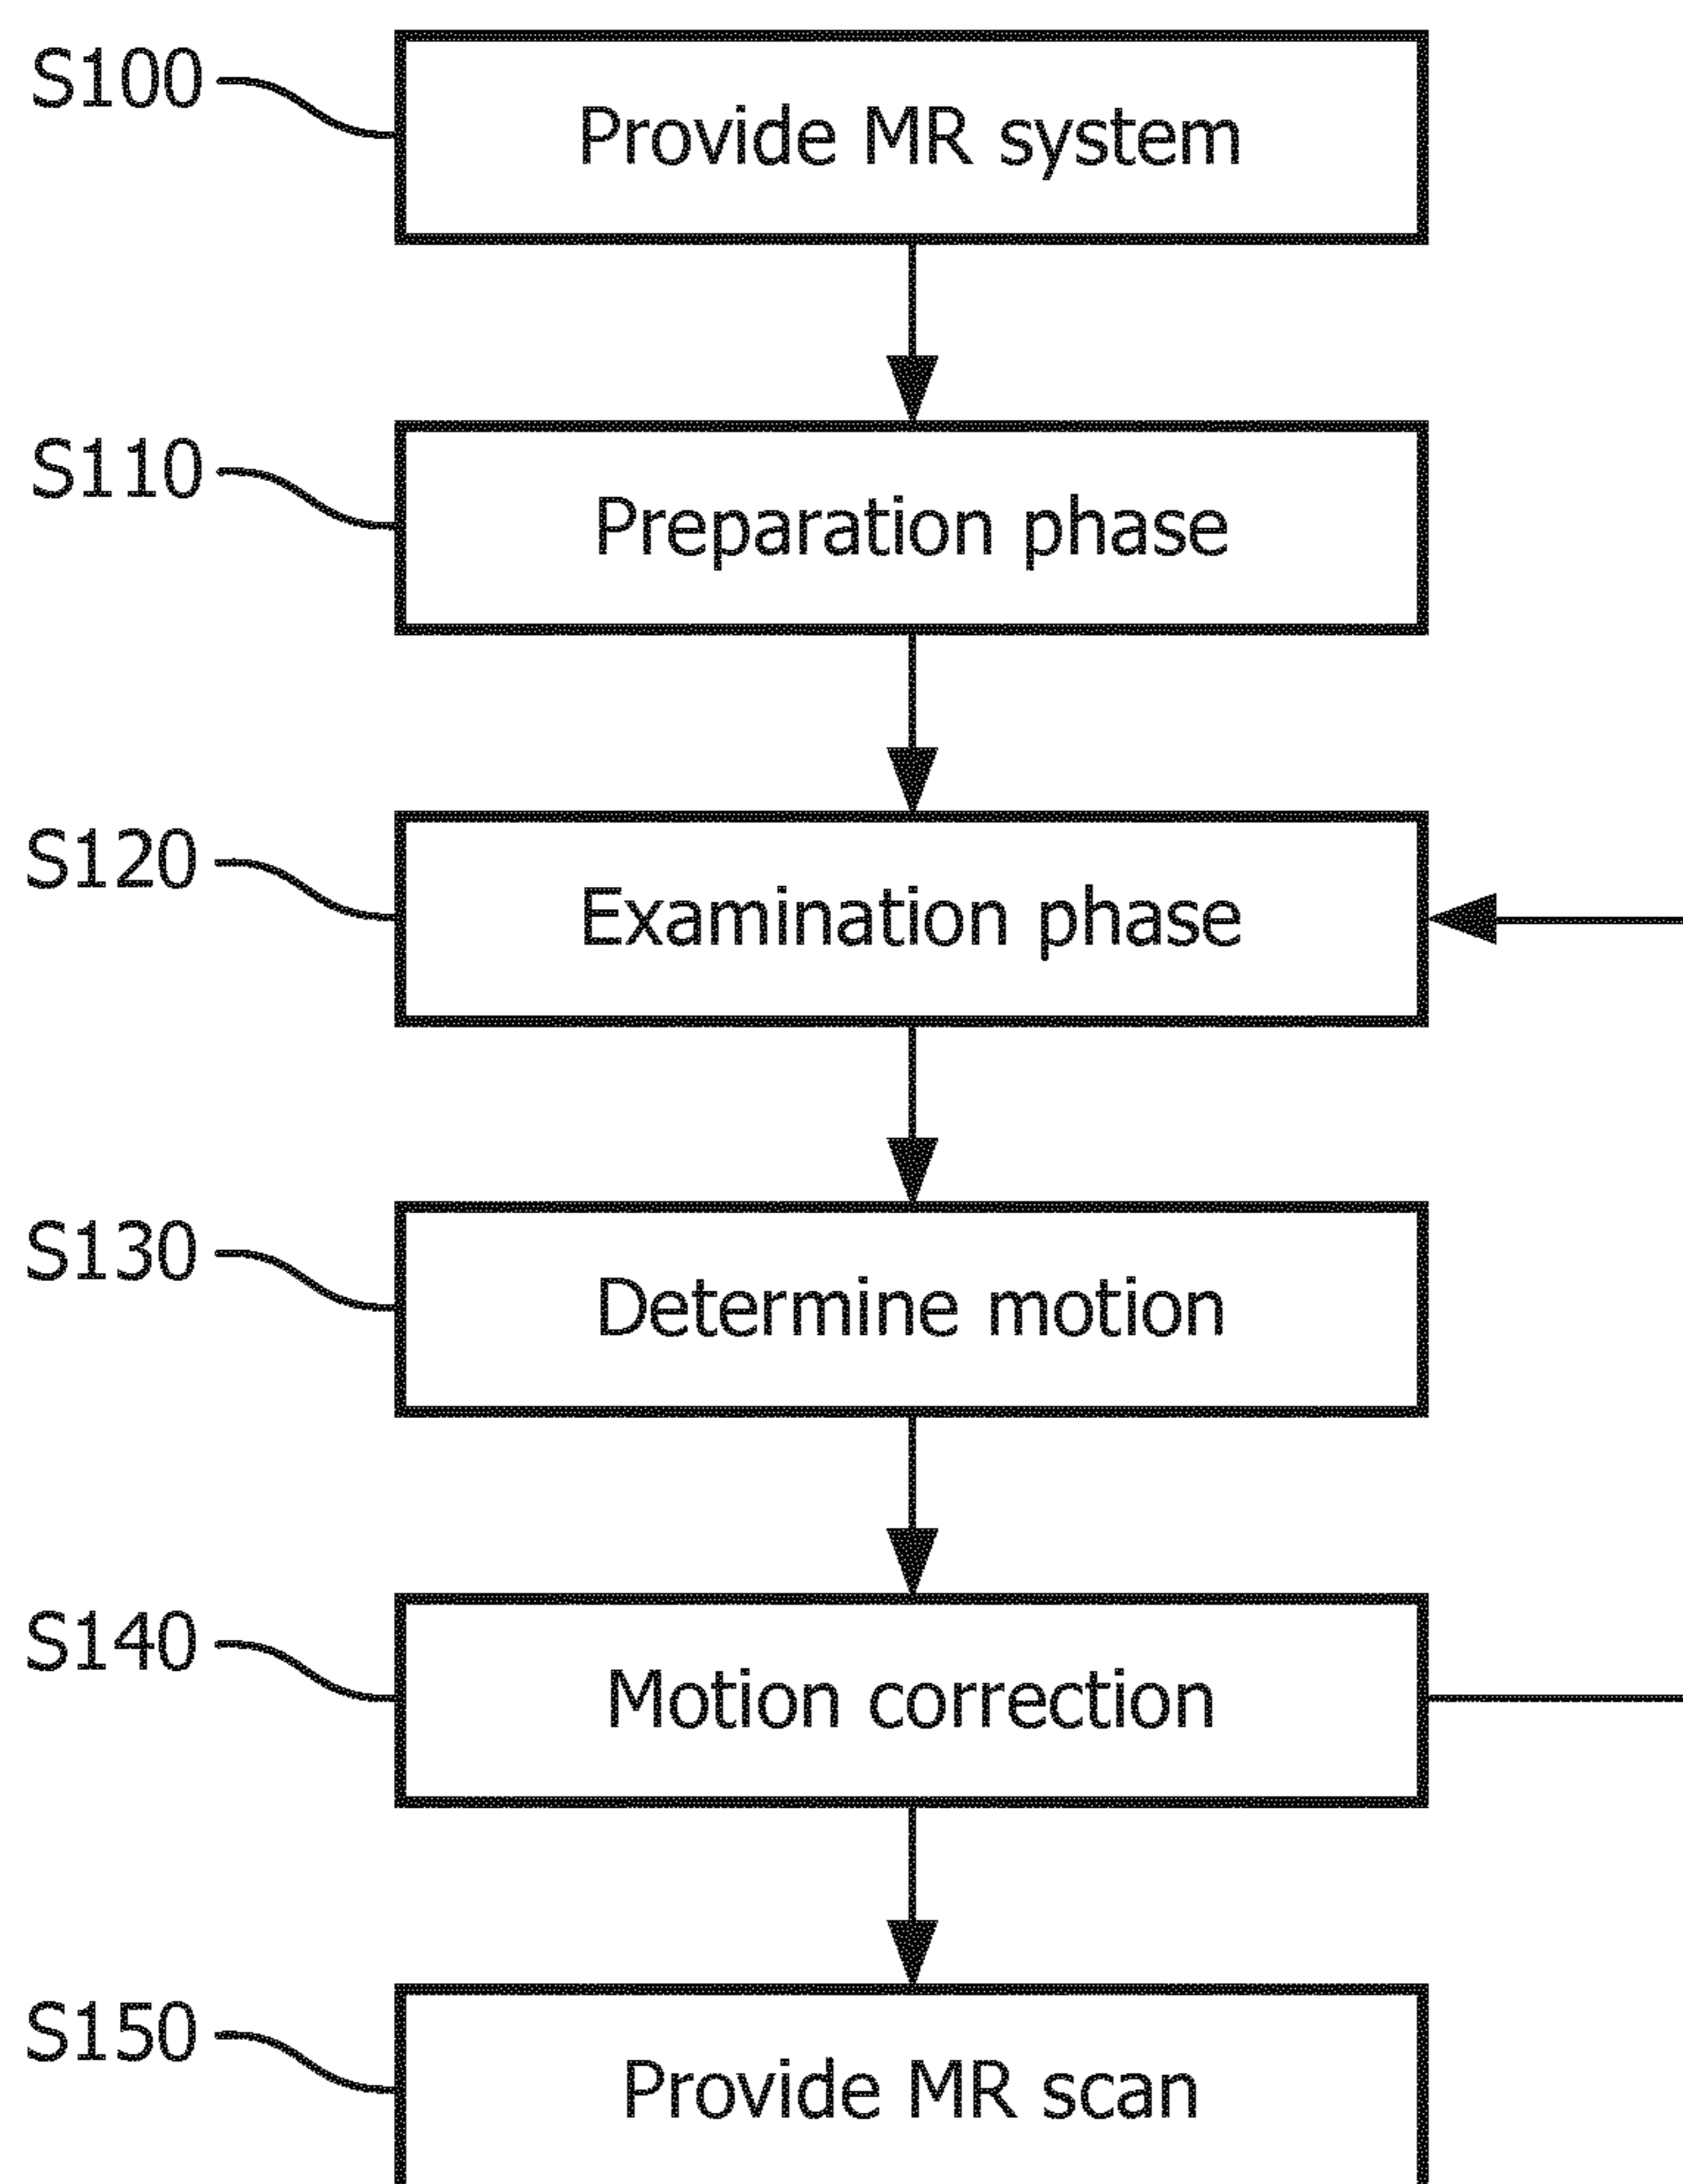 S100
Provide MR system
S110
Preparation phase
S120
Examination phase
S130
Determine motion
S140
Motion correction
S150
Provide MR scan